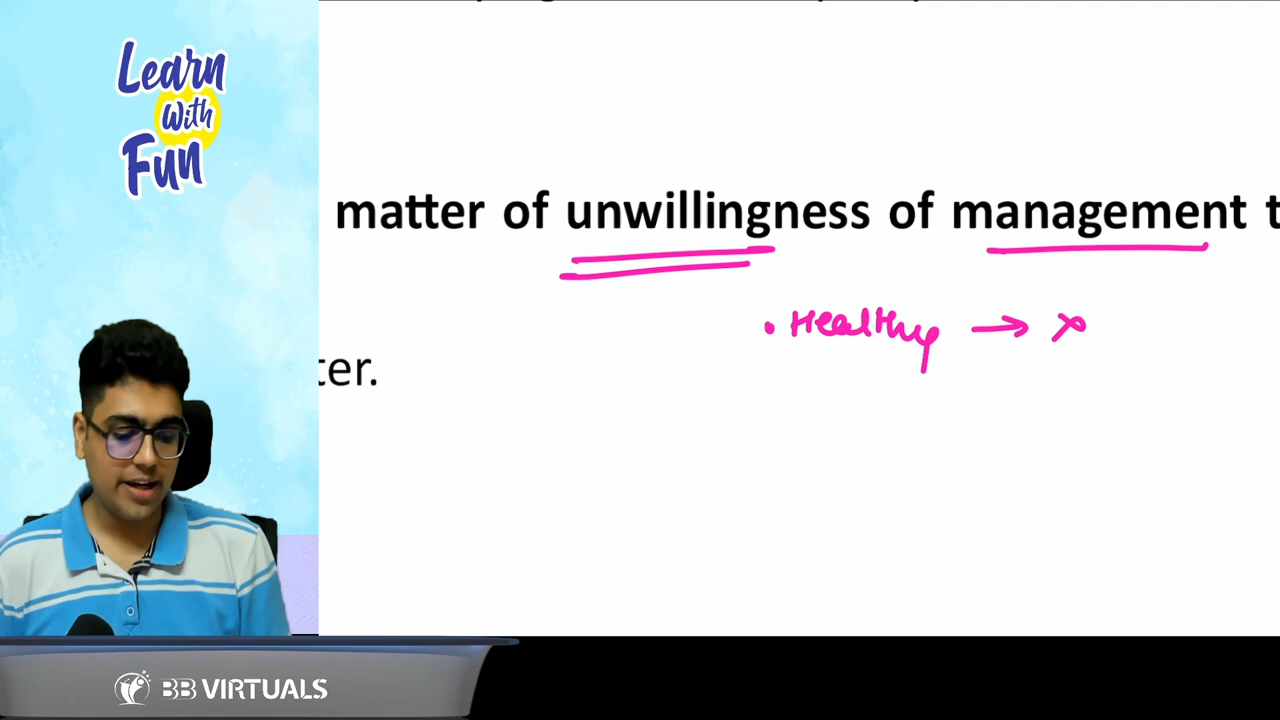 Learn
With
Fun
matter of unwillingness of management t
• Healthy → x
ter.
BB VIRTUALS